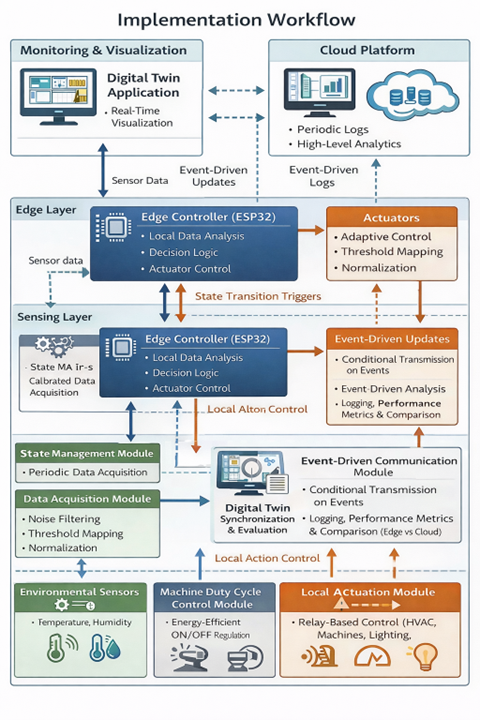 Implementation Workflow
Monitoring & Visualization
Digital Twin
Application
• Real-Time
Visualization
Cloud Platform
• Periodic Logs
• High-Level Analytics
Sensor Data
Event-Driven
Updates
Event-Driven
Logs
Edge Layer
Edge Controller (ESP32)
• Local Data Analysis
• Decision Logic
• Actuator Control
Actuators
• Adaptive Control
• Threshold Mapping
• Normalization
Sensor data
State Transition Triggers
Sensing Layer
• State MA Ir-s
Calbrated Data
Acquisition
Edge Controller (ESP32)
• Local Data Analysis
• Decision Logic
• Actuator Control
Event-Driven Updates
• Conditional Transmission
on Events
• Event-Driven Analysis
• Logging, Performance
Metrics & Comparison
Local Alton Control
State Management Module
• Periodic Data Acquisition
Data Acquisition Module
• Noise Filtering
• Threshold Mapping
• Normalization
Digital Twin
Synchronization
& Evaluation
Event-Driven Communication
Module
• Conditional Transmission
on Events
• Logging, Performance Metrics
& Comparison (Edge vs Cloud)
Local Action Control
Environmental Sensors
• Temperature, Humidity
Machine Duty Cycle
Control Module
• Energy-Efficient
ON/OFF Regulation
Local Actuation Module
• Relay-Based Control (HVAC,
Machines, Lighting,